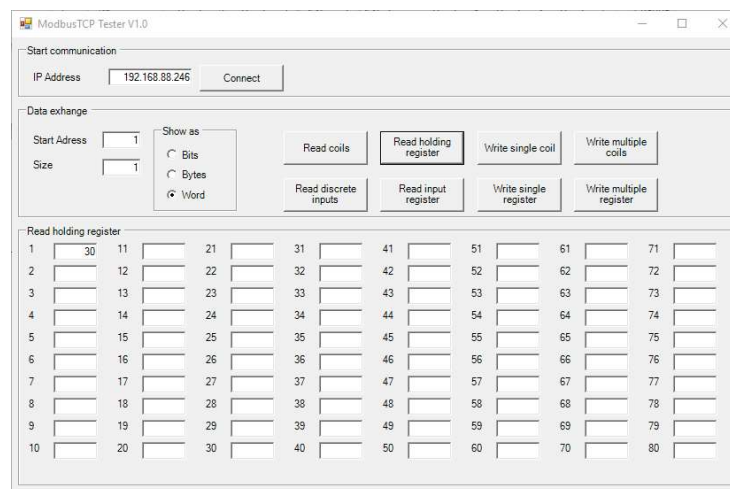 ModbusTCP Tester V1.0
Start communication
IP Address 192.168.88.246 Connect
Data exhange
Start Adress 1
Size 1
Show as
Bits
Bytes
Word
Read coils Read holding register Write single coil Write multiple coils
Read discrete inputs Read input register Write single register Write multiple register
Read holding register
1 30 11 21 31 41 51 61 71
2 12 22 32 42 52 62 72
3 13 23 33 43 53 63 73
4 14 24 34 44 54 64 74
5 15 25 35 45 55 65 75
6 16 26 36 46 56 66 76
7 17 27 37 47 57 67 77
8 18 28 38 48 58 68 78
9 19 29 39 49 59 69 79
10 20 30 40 50 60 70 80